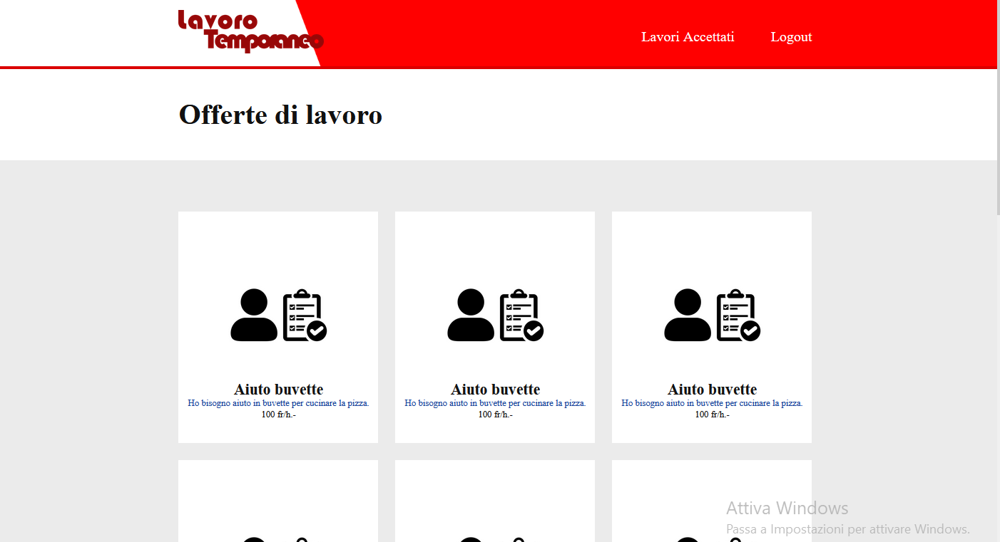 Lavoro
Temporaneo
Lavori Accettati
Logout
Offerte di lavoro
Aiuto buvette
Ho bisogno aiuto in buvette per cucinare la pizza.
100 fr/h.-
Aiuto buvette
Ho bisogno aiuto in buvette per cucinare la pizza.
100 fr/h.-
Aiuto buvette
Ho bisogno aiuto in buvette per cucinare la pizza.
100 fr/h.-
Attiva Windows
Passa a Impostazioni per attivare Windows.